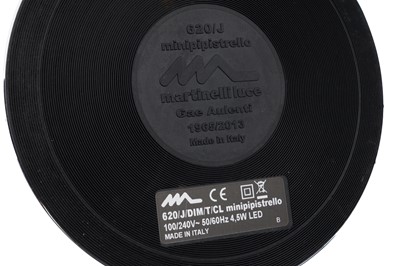 620/J
minipipistrello
martinelli luce
Gae Aulenti
1965/2013
Made in Italy
620/J/DIM/T/CL minipipistrello
100/240V~ 50/60Hz 4,5W LED
MADE IN ITALY
B